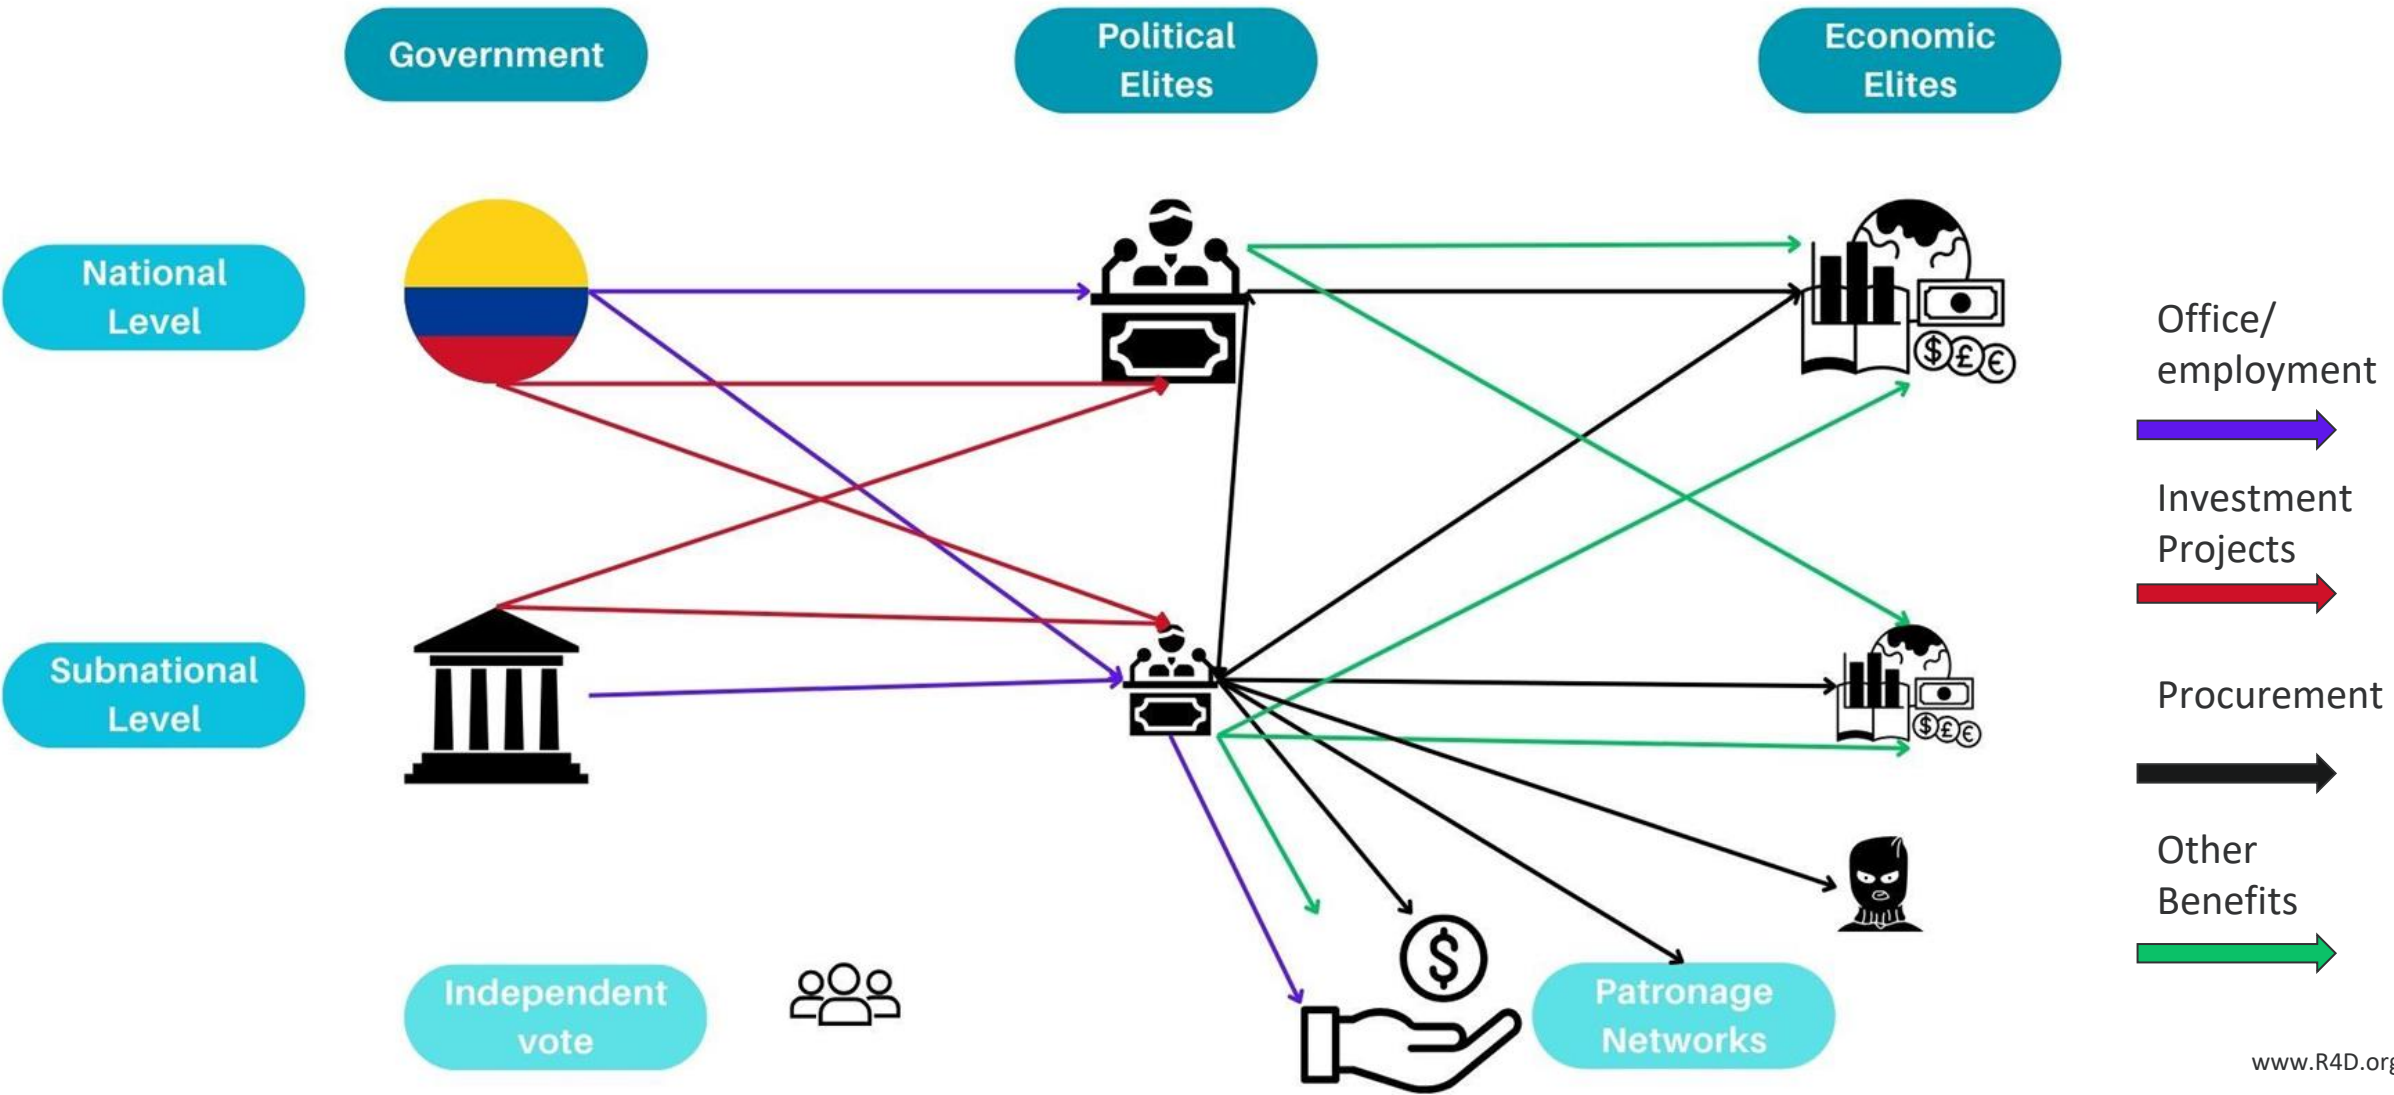 Government
Political
Elites
Economic
Elites
National
Level
Office/
employment
Investment
Projects
Subnational
Level
Procurement
Other
Benefits
Independent
vote
Patronage
Networks
$ £ €
$ £ €
$
www.R4D.org